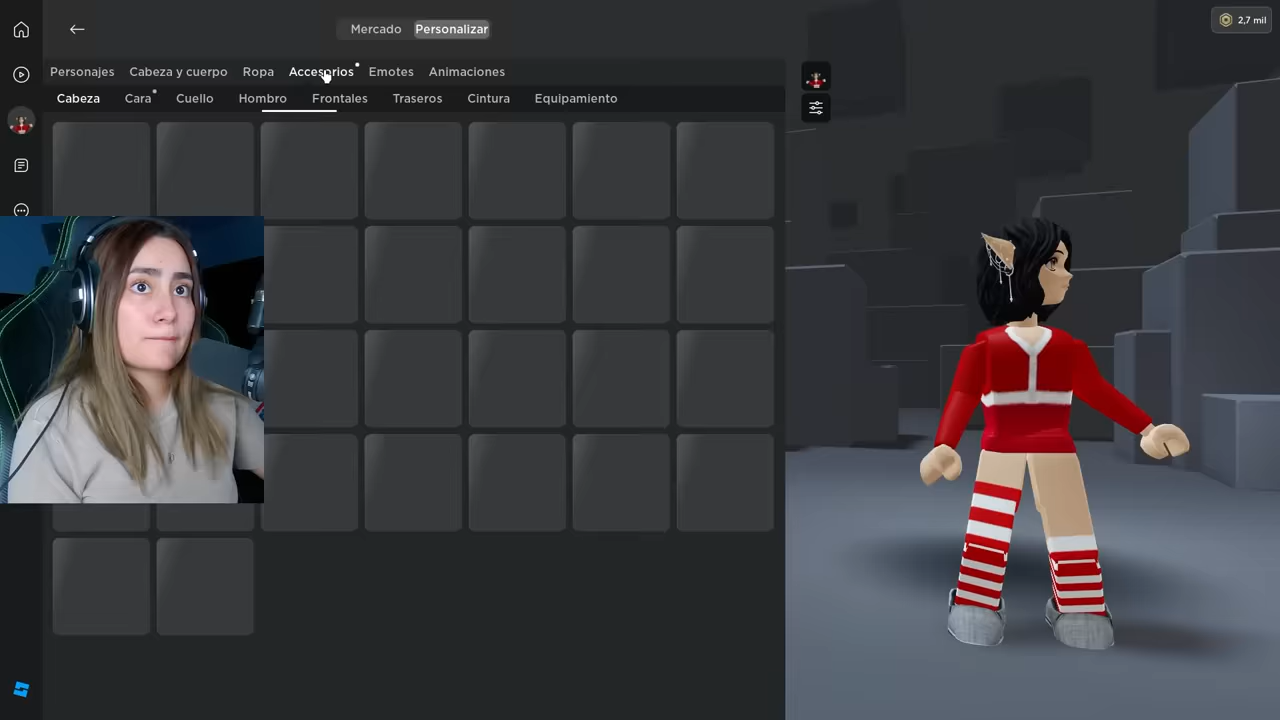 Mercado Personalizar
2,7 mil
Personajes Cabeza y cuerpo Ropa Accesorios Emotes Animaciones
Cabeza Cara Cuello Hombro Frontales Traseros Cintura Equipamiento